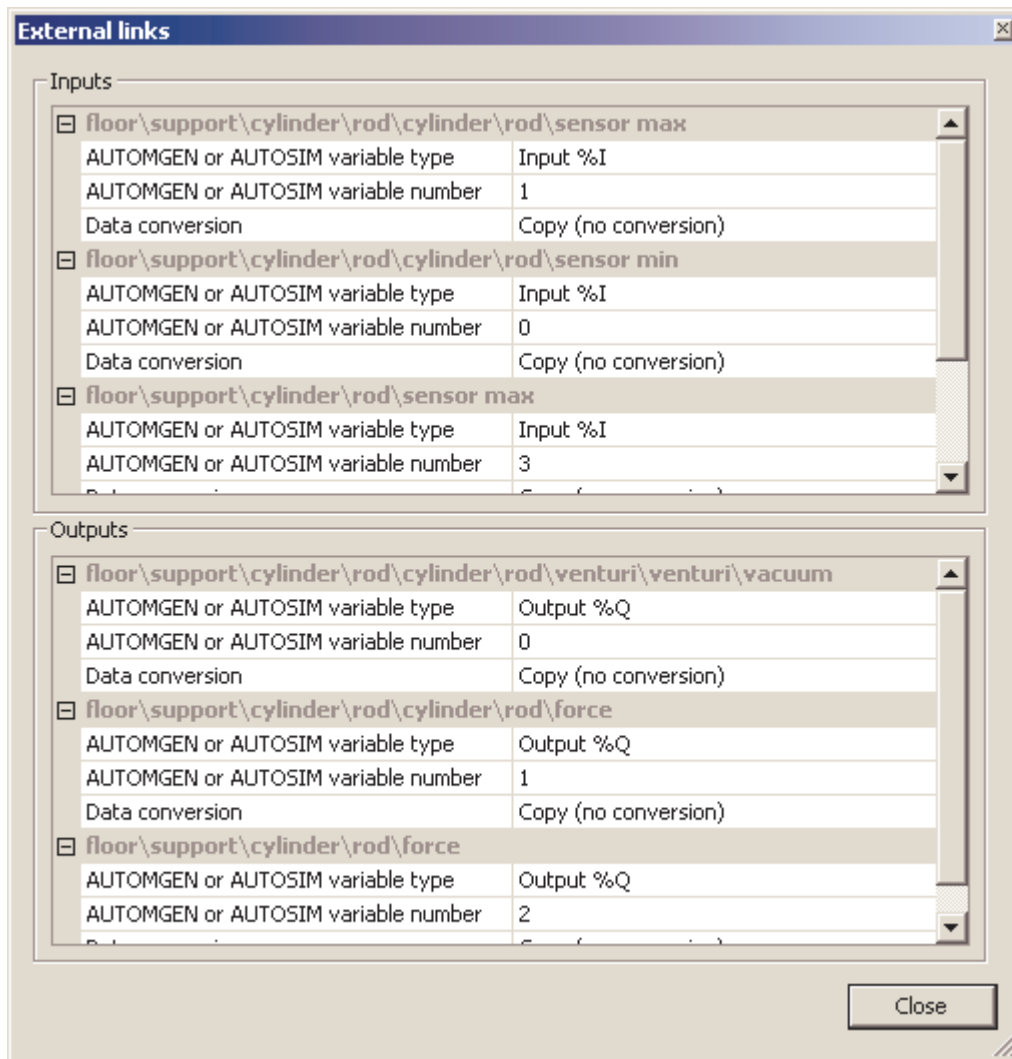 External links
Inputs
floor\support\cylinder\rod\cylinder\rod\sensor max
AUTOMGEN or AUTOSIM variable type Input %I
AUTOMGEN or AUTOSIM variable number 1
Data conversion Copy (no conversion)
floor\support\cylinder\rod\cylinder\rod\sensor min
AUTOMGEN or AUTOSIM variable type Input %I
AUTOMGEN or AUTOSIM variable number 0
Data conversion Copy (no conversion)
floor\support\cylinder\rod\sensor max
AUTOMGEN or AUTOSIM variable type Input %I
AUTOMGEN or AUTOSIM variable number 3
Outputs
floor\support\cylinder\rod\cylinder\rod\venturi\venturi\vacuum
AUTOMGEN or AUTOSIM variable type Output %Q
AUTOMGEN or AUTOSIM variable number 0
Data conversion Copy (no conversion)
floor\support\cylinder\rod\cylinder\rod\force
AUTOMGEN or AUTOSIM variable type Output %Q
AUTOMGEN or AUTOSIM variable number 1
Data conversion Copy (no conversion)
floor\support\cylinder\rod\force
AUTOMGEN or AUTOSIM variable type Output %Q
AUTOMGEN or AUTOSIM variable number 2
Close